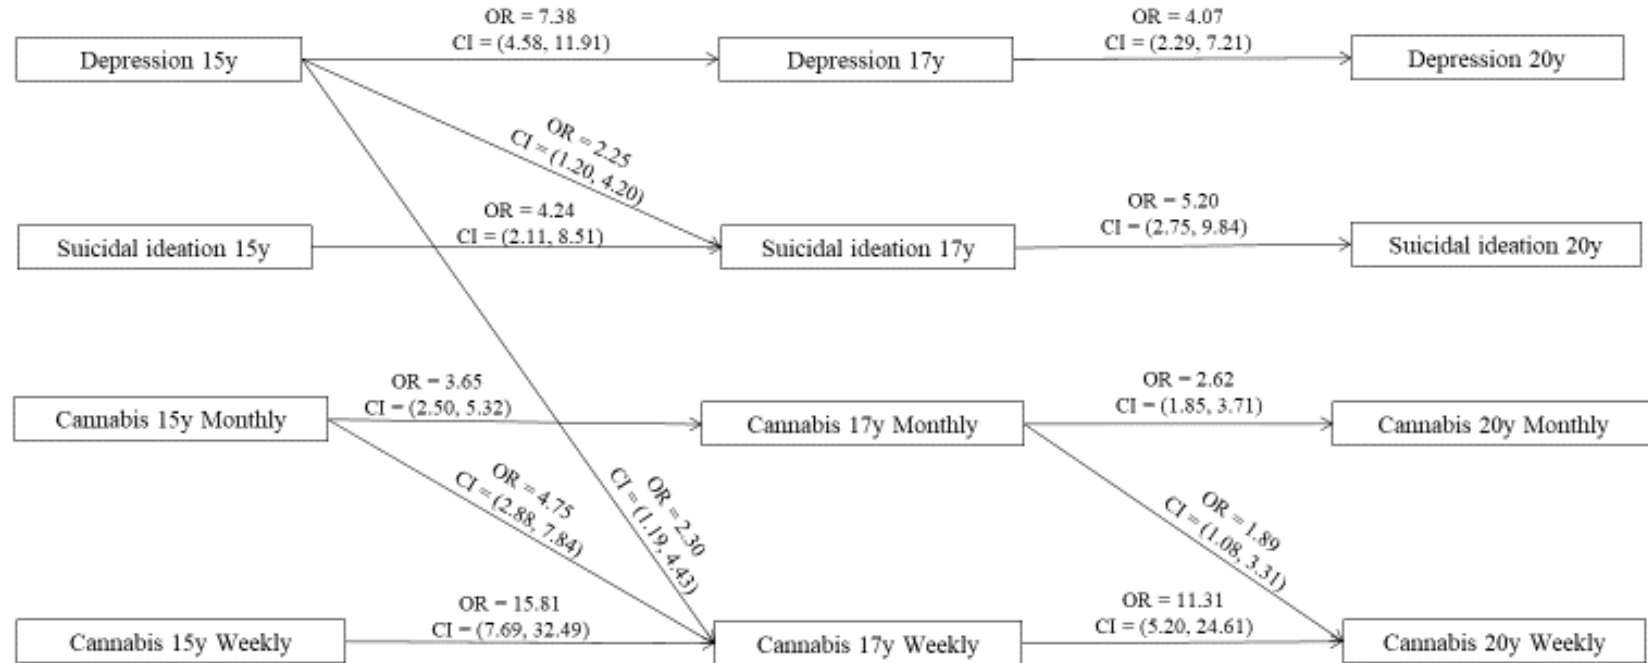 OR = 7.38
CI = (4.58, 11.91)
OR = 4.07
CI = (2.29, 7.21)
Depression 15y
Depression 17y
Depression 20y
OR = 2.25
CI = (1.20, 4.20)
OR = 4.24
CI = (2.11, 8.51)
OR = 5.20
CI = (2.75, 9.84)
Suicidal ideation 15y
Suicidal ideation 17y
Suicidal ideation 20y
OR = 3.65
CI = (2.50, 5.32)
OR = 2.62
CI = (1.85, 3.71)
Cannabis 15y Monthly
Cannabis 17y Monthly
Cannabis 20y Monthly
OR = 4.75
CI = (2.88, 7.84)
OR = 2.30
CI = (1.19, 4.43)
OR = 1.89
CI = (1.08, 3.31)
OR = 15.81
CI = (7.69, 32.49)
OR = 11.31
CI = (5.20, 24.61)
Cannabis 15y Weekly
Cannabis 17y Weekly
Cannabis 20y Weekly